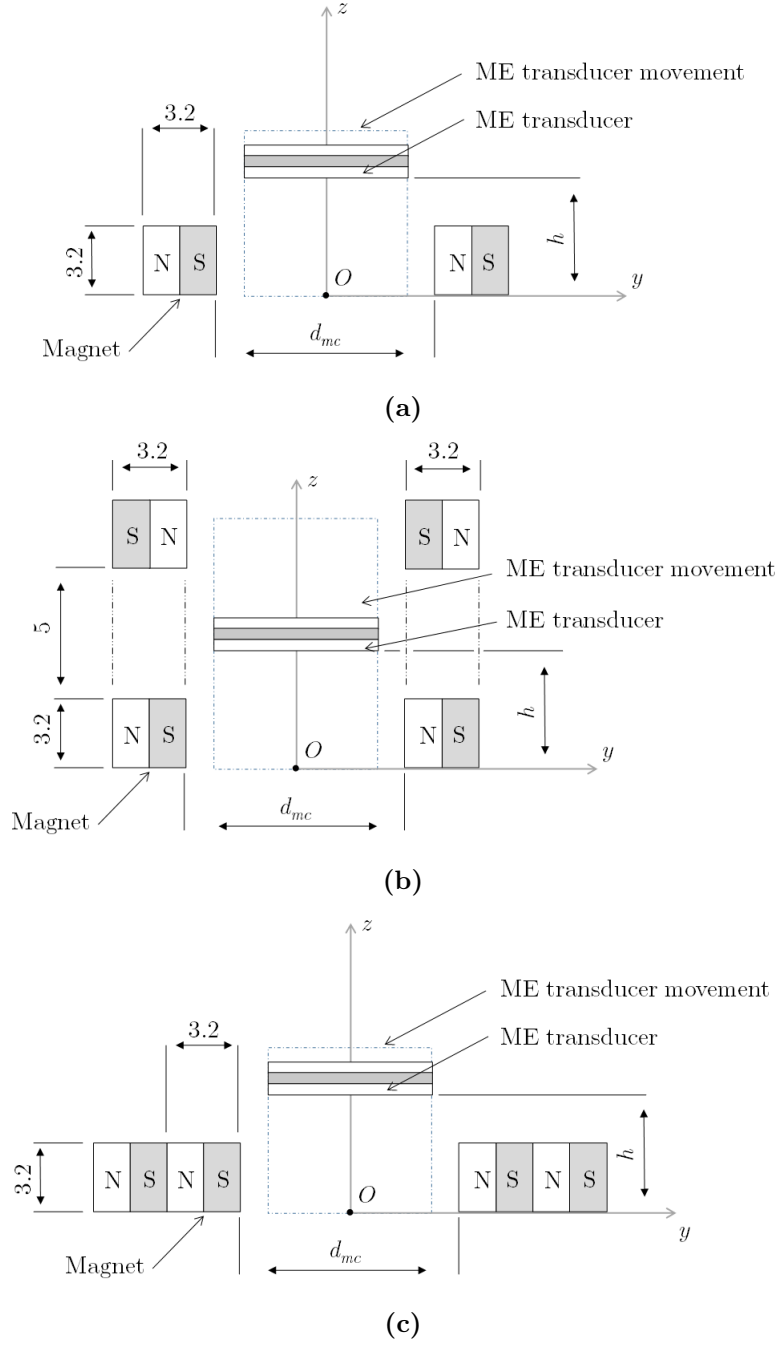 z
ME transducer movement
3.2
ME transducer
3.2
N S
h
N S
O
y
Magnet
d_mc
(a)
3.2
3.2
z
S N
S N
ME transducer movement
5
ME transducer
3.2
N S
h
N S
O
y
Magnet
d_mc
(b)
z
ME transducer movement
3.2
ME transducer
3.2
N S N S
h
N S N S
O
y
Magnet
d_mc
(c)